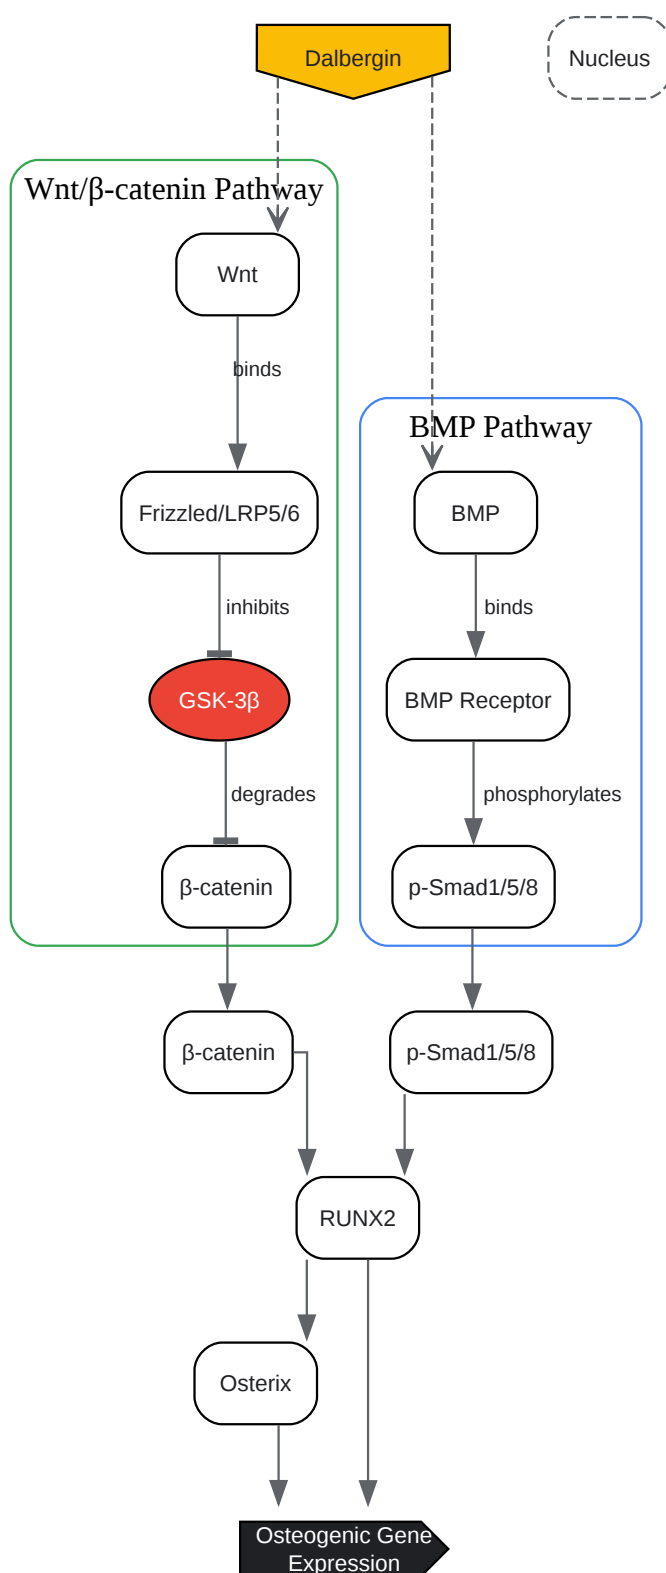 Dalbergin
Nucleus
Wnt/β-catenin Pathway
Wnt
binds
BMP Pathway
Frizzled/LRP5/6
BMP
inhibits
binds
GSK-3β
BMP Receptor
degrades
phosphorylates
β-catenin
p-Smad1/5/8
β-catenin
p-Smad1/5/8
RUNX2
Osterix
Osteogenic Gene
Expression